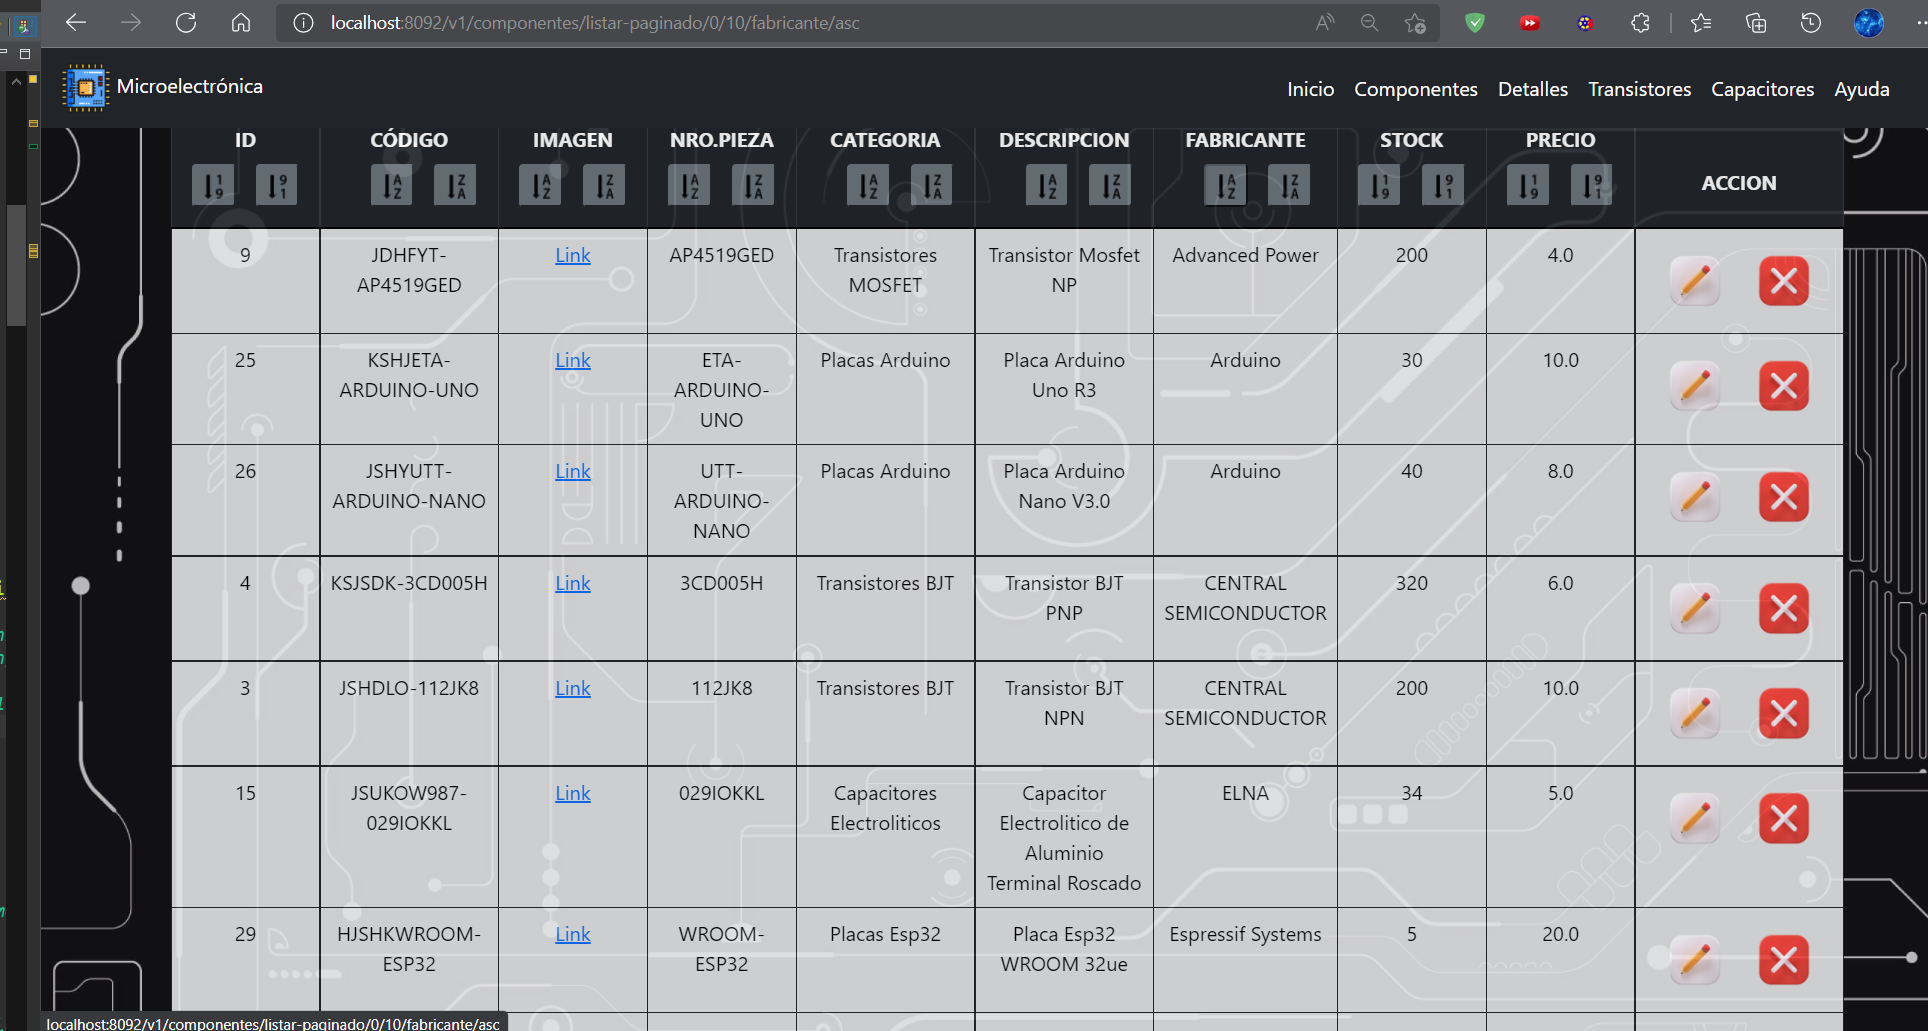 localhost:8092/v1/componentes/listar-paginado/0/10/fabricante/asc
Microelectrónica
Inicio Componentes Detalles Transistores Capacitores Ayuda
ID CÓDIGO IMAGEN NRO.PIEZA CATEGORIA DESCRIPCION FABRICANTE STOCK PRECIO
ACCION
9 JDHFYT- Link AP4519GED Transistores Transistor Mosfet Advanced Power 200 4.0
AP4519GED MOSFET NP
25 KSHJETA- Link ETA- Placas Arduino Placa Arduino Arduino 30 10.0
ARDUINO-UNO ARDUINO- Uno R3
UNO
26 JSHYUTT- Link UTT- Placas Arduino Placa Arduino Arduino 40 8.0
ARDUINO-NANO ARDUINO- Nano V3.0
NANO
4 KSJSDK-3CD005H Link 3CD005H Transistores BJT Transistor BJT CENTRAL 320 6.0
PNP SEMICONDUCTOR
3 JSHDLO-112JK8 Link 112JK8 Transistores BJT Transistor BJT CENTRAL 200 10.0
NPN SEMICONDUCTOR
15 JSUKOW987- Link 029IOKKL Capacitores Capacitor ELNA 34 5.0
029IOKKL Electroliticos Electrolitico de
Aluminio
Terminal Roscado
29 HJSHKWROOM- Link WROOM- Placas Esp32 Placa Esp32 Espressif Systems 5 20.0
ESP32 ESP32 WROOM 32ue
localhost:8092/v1/componentes/listar-paginado/0/10/fabricante/asc